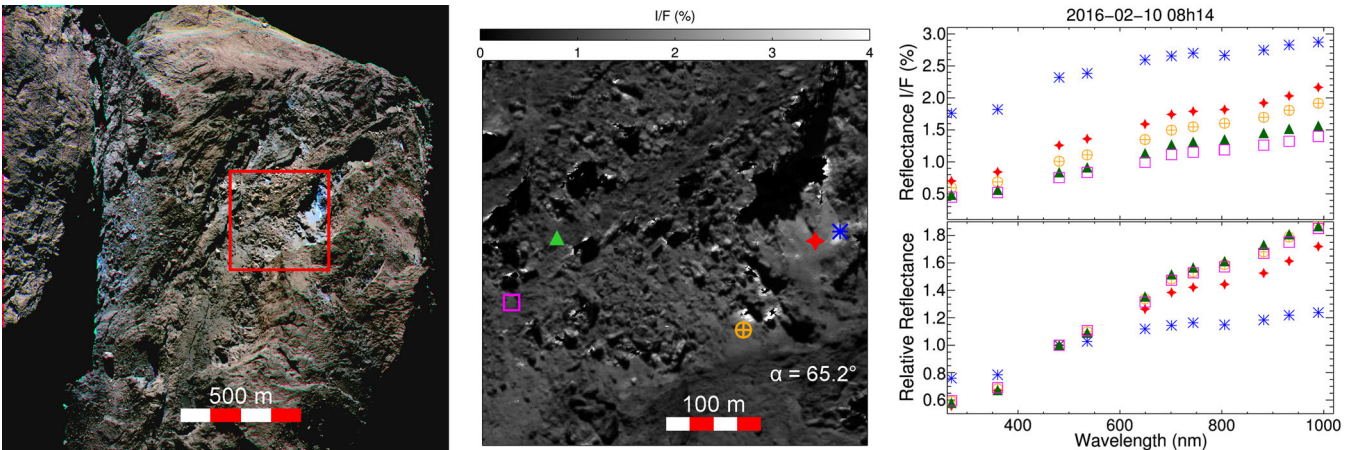 500 m
I/F (%)
0 1 2 3 4
α = 65.2°
100 m
2016-02-10 08h14
Reflectance I/F (%)
3.0
2.5
2.0
1.5
1.0
0.5
Relative Reflectance
1.8
1.6
1.4
1.2
1.0
0.8
0.6
400 600 800 1000
Wavelength (nm)